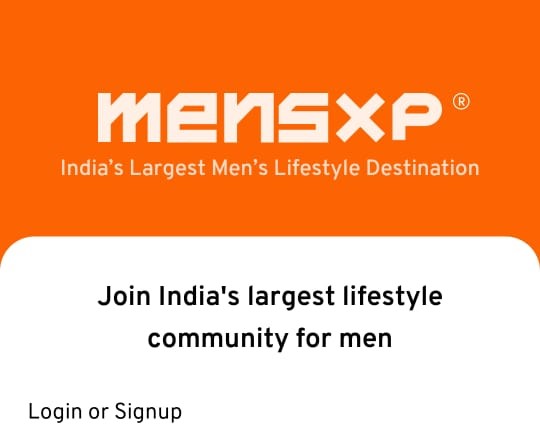 mensxp®
India’s Largest Men’s Lifestyle Destination
Join India's largest lifestyle
community for men
Login or Signup